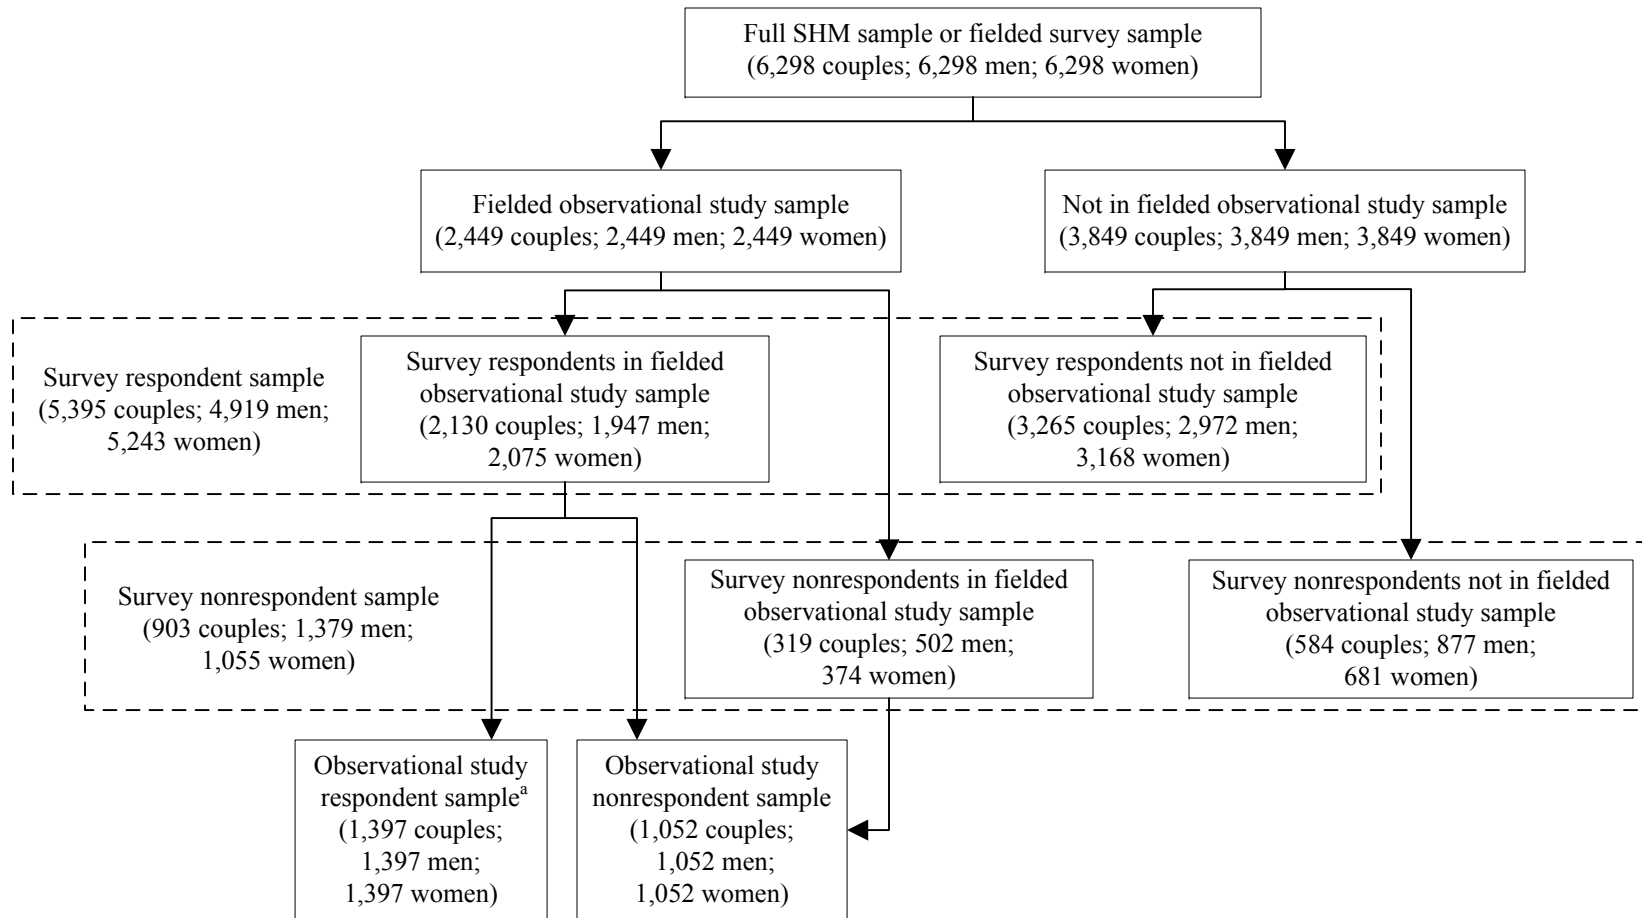 Full SHM sample or fielded survey sample
(6,298 couples; 6,298 men; 6,298 women)
Fielded observational study sample
(2,449 couples; 2,449 men; 2,449 women)
Not in fielded observational study sample
(3,849 couples; 3,849 men; 3,849 women)
Survey respondent sample
(5,395 couples; 4,919 men;
5,243 women)
Survey respondents in fielded
observational study sample
(2,130 couples; 1,947 men;
2,075 women)
Survey respondents not in fielded
observational study sample
(3,265 couples; 2,972 men;
3,168 women)
Survey nonrespondent sample
(903 couples; 1,379 men;
1,055 women)
Survey nonrespondents in fielded
observational study sample
(319 couples; 502 men;
374 women)
Survey nonrespondents not in fielded
observational study sample
(584 couples; 877 men;
681 women)
Observational study
respondent sampleᵃ
(1,397 couples;
1,397 men;
1,397 women)
Observational study
nonrespondent sample
(1,052 couples;
1,052 men;
1,052 women)